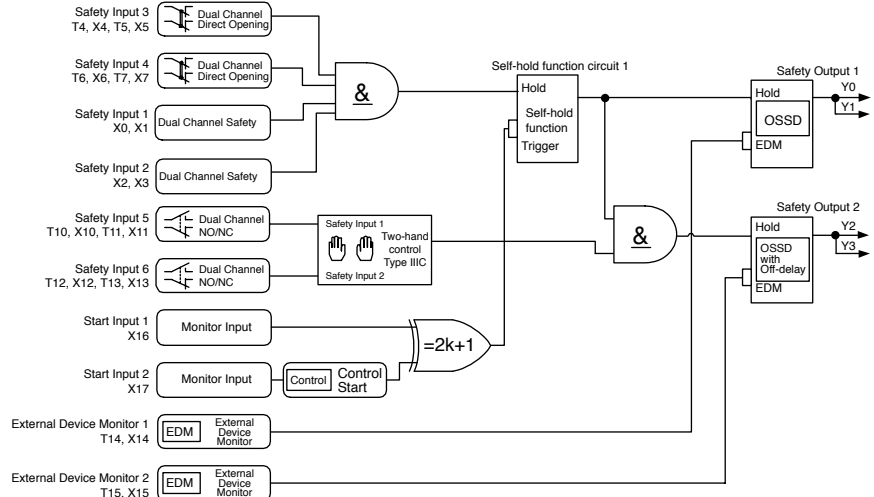 Safety Input 3
T4, X4, T5, X5
Dual Channel
Direct Opening
Safety Input 4
T6, X6, T7, X7
Dual Channel
Direct Opening
Safety Input 1
X0, X1
Dual Channel Safety
Safety Input 2
X2, X3
Dual Channel Safety
&
Self-hold function circuit 1
Hold
Self-hold
function
Trigger
Safety Output 1
Hold
OSSD
EDM
Y0
Y1
Safety Input 5
T10, X10, T11, X11
Dual Channel
NO/NC
Safety Input 6
T12, X12, T13, X13
Dual Channel
NO/NC
Safety Input 1
Two-hand
control
Type IIIC
Safety Input 2
&
Safety Output 2
Hold
OSSD
with
Off-delay
EDM
Y2
Y3
Start Input 1
X16
Monitor Input
Start Input 2
X17
Monitor Input
Control
Control
Start
=2k+1
External Device Monitor 1
T14, X14
EDM
External
Device
Monitor
External Device Monitor 2
T15, X15
EDM
External
Device
Monitor